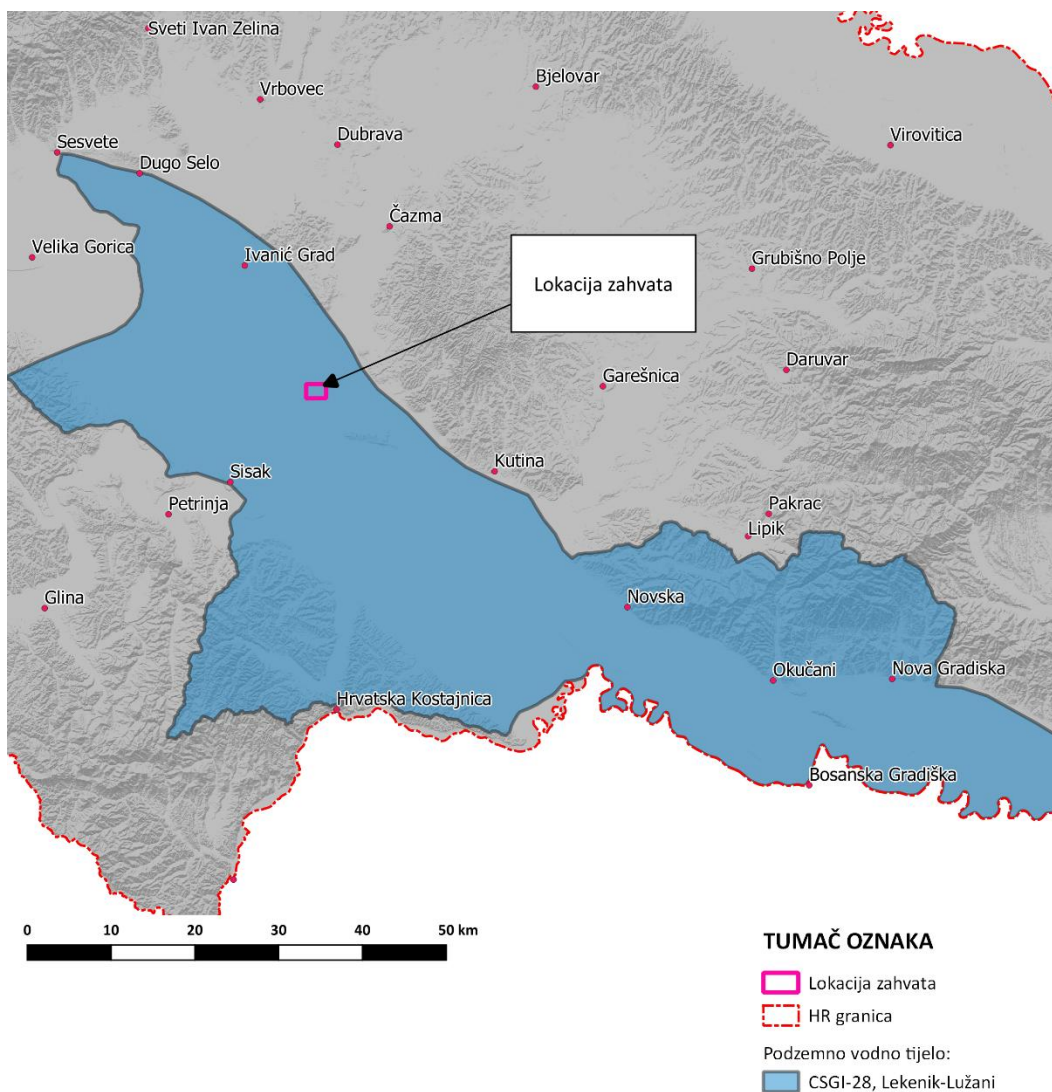 Sveti Ivan Zelina
Bjelovar
Vrbovec
Dubrava
Virovitica
Sesvete
Dugo Selo
Čazma
Velika Gorica
Ivanić Grad
Grubišno Polje
Lokacija zahvata
Daruvar
Garešnica
Kutina
Sisak
Petrinja
Pakrac
Lipik
Glina
Novska
Okučani
Nova Gradiska
Hrvatska Kostajnica
Bosanska Gradiška
0 10 20 30 40 50 km
TUMAČ OZNAKA
Lokacija zahvata
HR granica
Podzemno vodno tijelo:
CSGI-28, Lekenik-Lužani